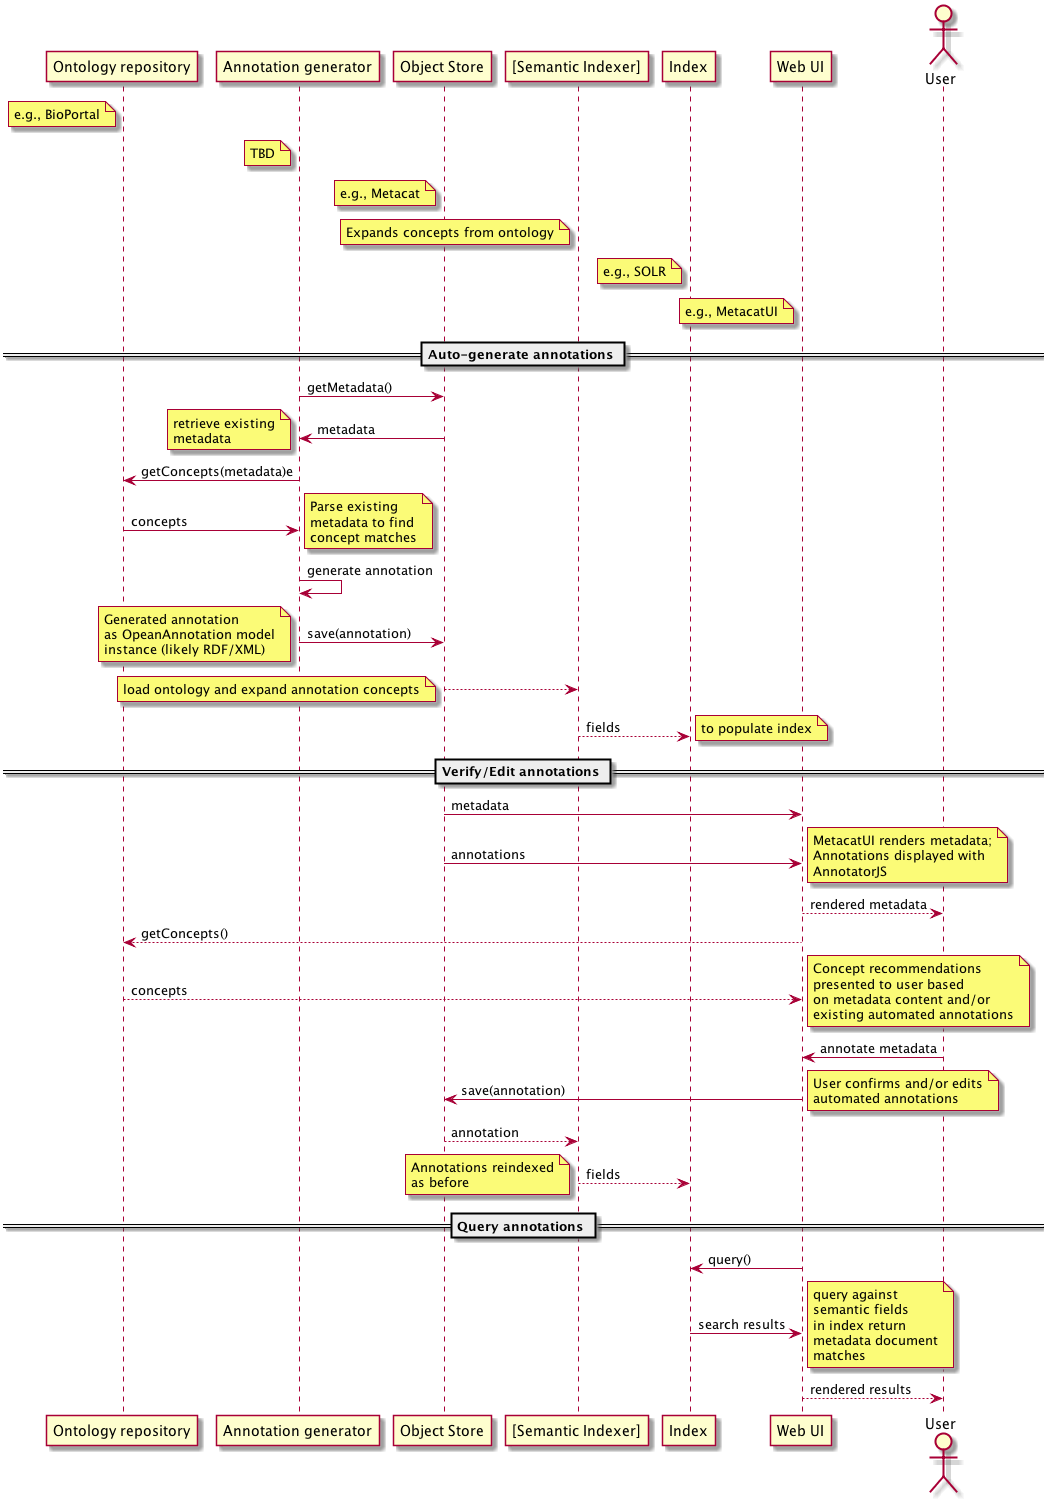 User
Ontology repository
Annotation generator
Object Store
[Semantic Indexer]
Index
Web UI
e.g., BioPortal
TBD
e.g., Metacat
Expands concepts from ontology
e.g., SOLR
e.g., MetacatUI
Auto-generate annotations
getMetadata()
retrieve existing
metadata
metadata
getConcepts(metadata)e
concepts
Parse existing
metadata to find
concept matches
generate annotation
Generated annotation
as OpeanAnnotation model
instance (likely RDF/XML)
save(annotation)
load ontology and expand annotation concepts
fields
to populate index
Verify/Edit annotations
metadata
annotations
MetacatUI renders metadata;
Annotations displayed with
AnnotatorJS
rendered metadata
getConcepts()
concepts
Concept recommendations
presented to user based
on metadata content and/or
existing automated annotations
annotate metadata
save(annotation)
User confirms and/or edits
automated annotations
annotation
Annotations reindexed
as before
fields
Query annotations
query()
search results
query against
semantic fields
in index return
metadata document
matches
rendered results
Ontology repository
Annotation generator
Object Store
[Semantic Indexer]
Index
Web UI
User